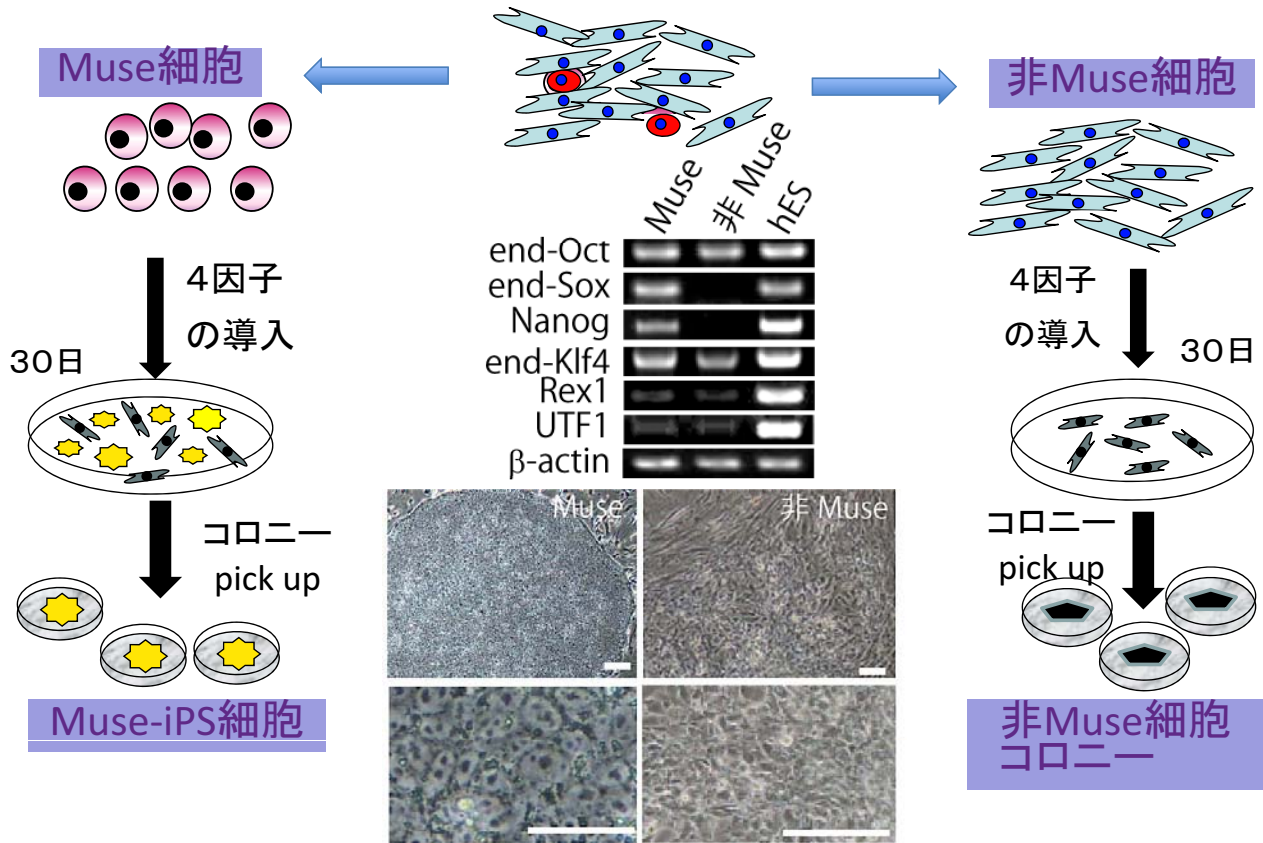 Muse細胞
非Muse細胞
４因子
の導入
30日
コロニー
pick up
Muse-iPS細胞
Muse
非 Muse
hES
end-Oct
end-Sox
Nanog
end-Klf4
Rex1
UTF1
β-actin
Muse
非 Muse
４因子
の導入
30日
コロニー
pick up
非Muse細胞
コロニー